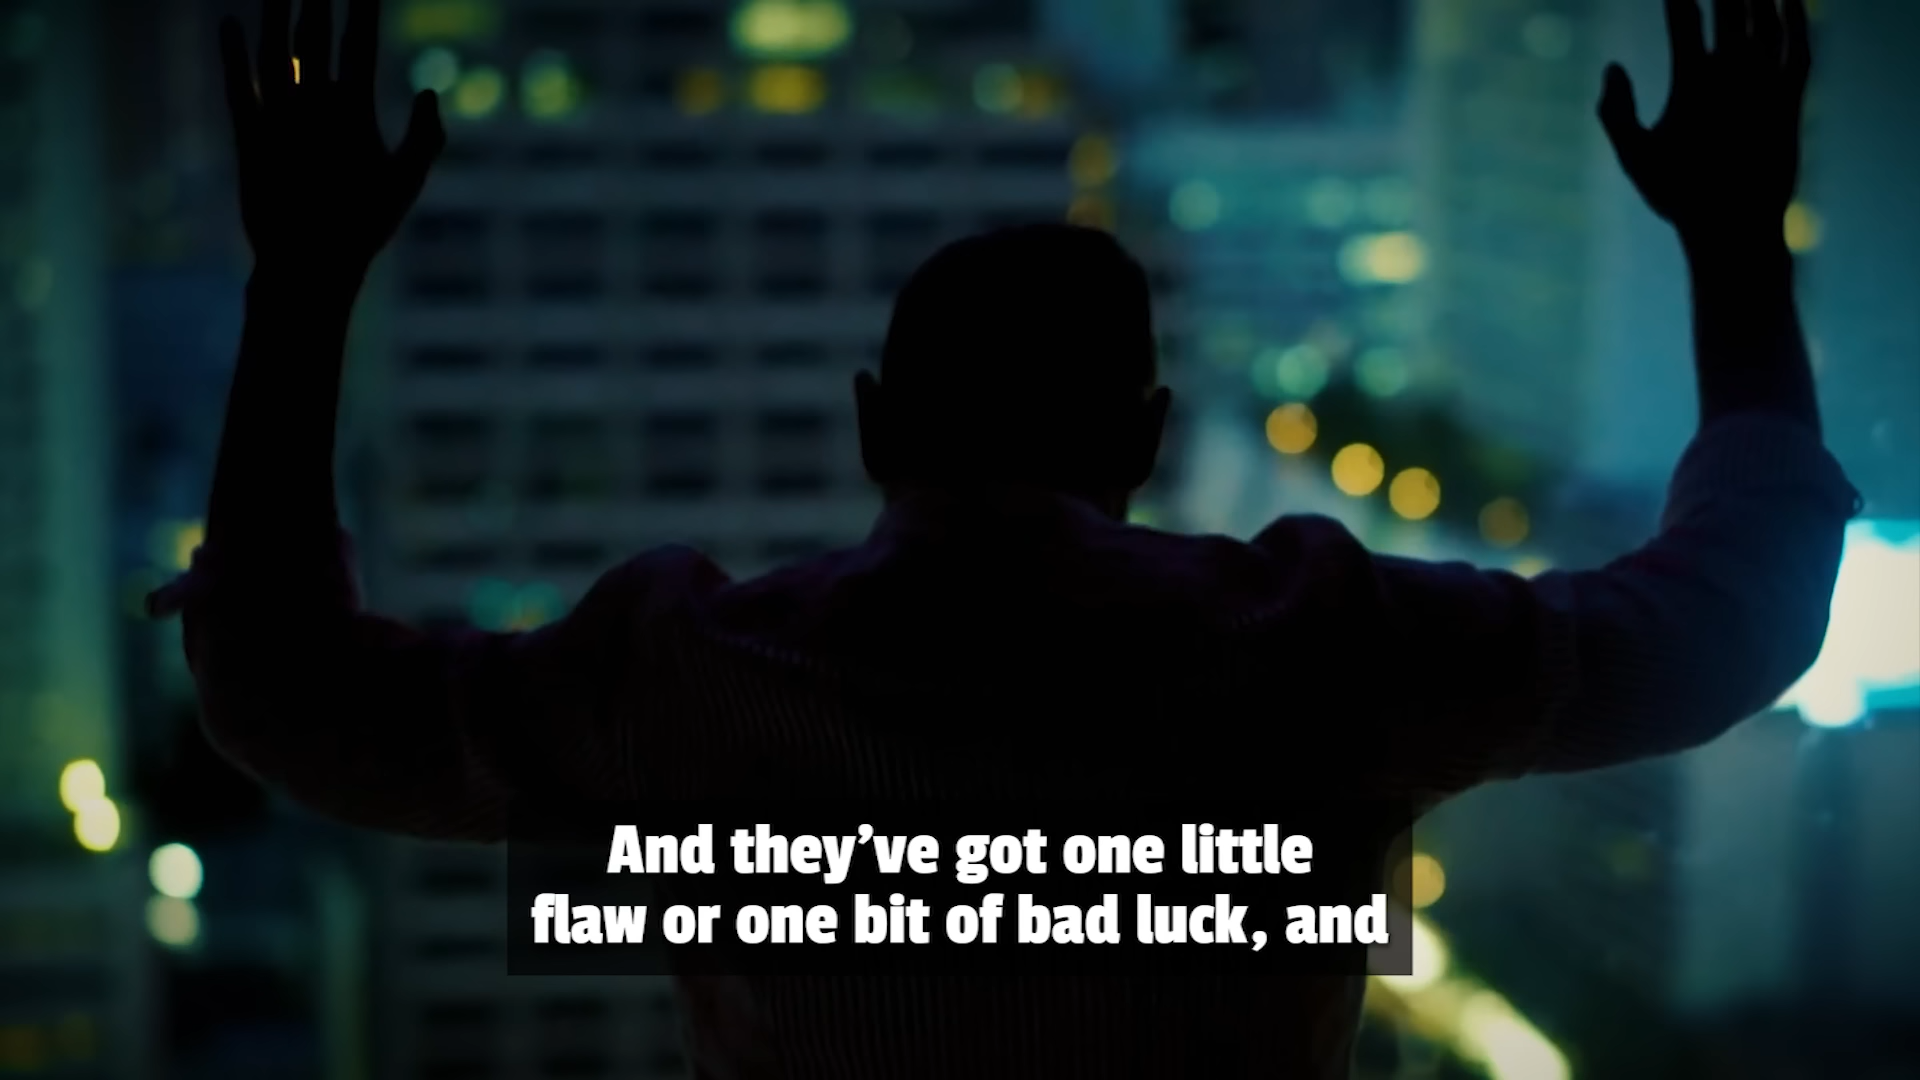 And they’ve got one little
flaw or one bit of bad luck, and